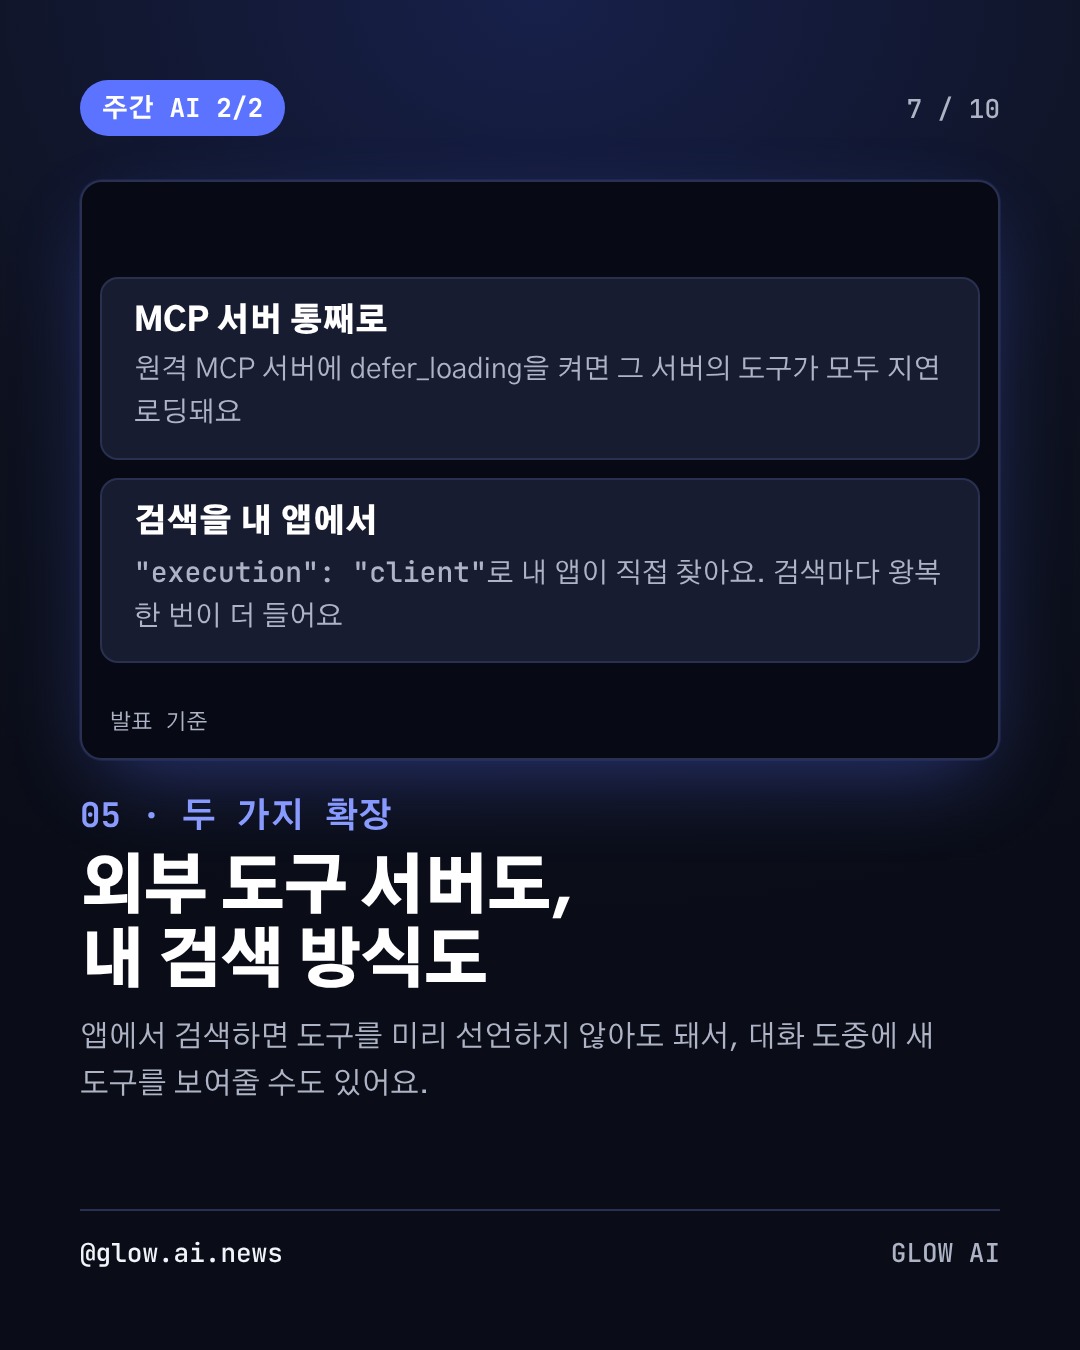 주간 AI 2/2
7 / 10
MCP 서버 통째로
원격 MCP 서버에 defer_loading을 켜면 그 서버의 도구가 모두 지연
로딩돼요
검색을 내 앱에서
"execution": "client"로 내 앱이 직접 찾아요. 검색마다 왕복
한 번이 더 들어요
발표 기준
05 · 두 가지 확장
외부 도구 서버도,
내 검색 방식도
앱에서 검색하면 도구를 미리 선언하지 않아도 돼서, 대화 도중에 새
도구를 보여줄 수도 있어요.
@glow.ai.news
GLOW AI